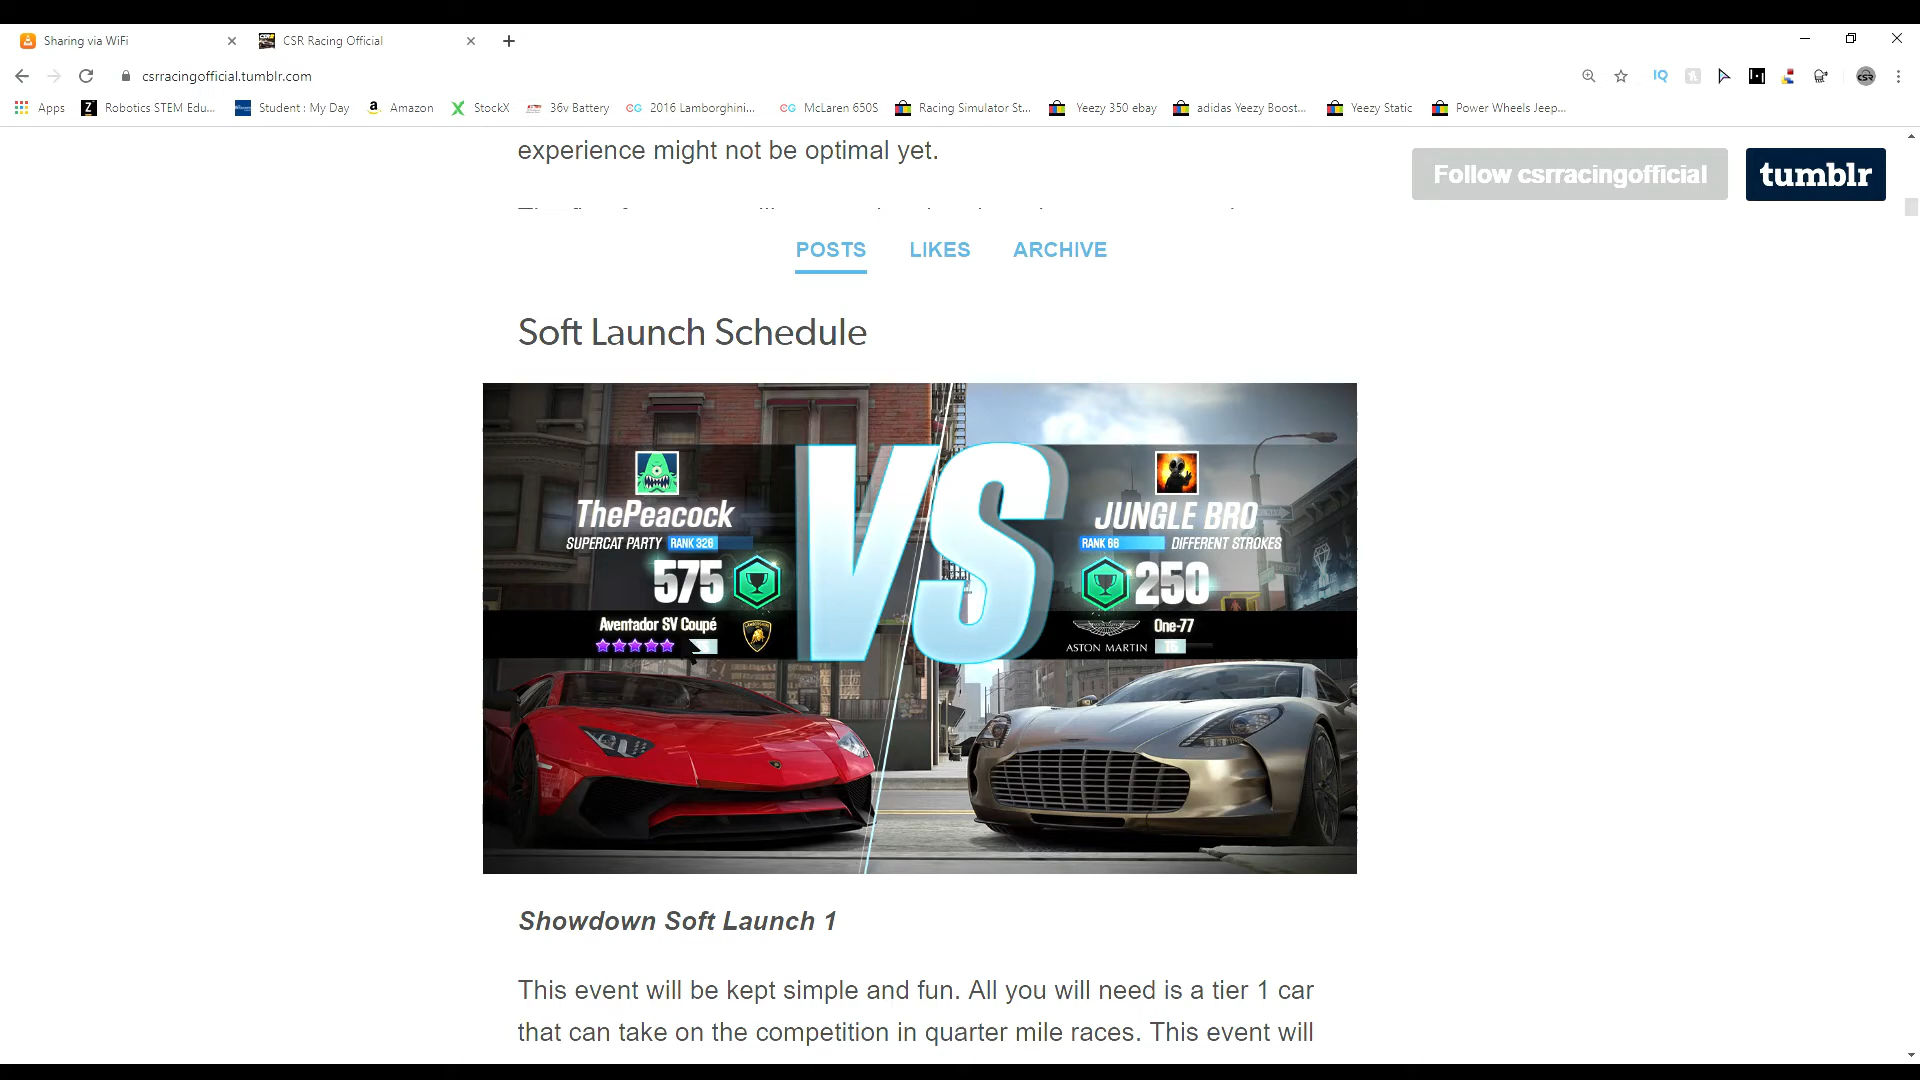 Sharing via WiFi
CSR Racing Official
csrracingofficial.tumblr.com
IQ
Apps
Robotics STEM Edu...
Student : My Day
Amazon
StockX
36v Battery
CG 2016 Lamborghini...
CG McLaren 650S
Racing Simulator St...
Yeezy 350 ebay
adidas Yeezy Boost...
Yeezy Static
Power Wheels Jeep...
experience might not be optimal yet.
Follow csrracingofficial
tumblr
POSTS LIKES ARCHIVE
Soft Launch Schedule
VS
ThePeacock
SUPERCAT PARTY RANK 326
575
Aventador SV Coupé
JUNGLE BRO
RANK 66 DIFFERENT STROKES
250
One-77
ASTON MARTIN
Showdown Soft Launch 1
This event will be kept simple and fun. All you will need is a tier 1 car
that can take on the competition in quarter mile races. This event will